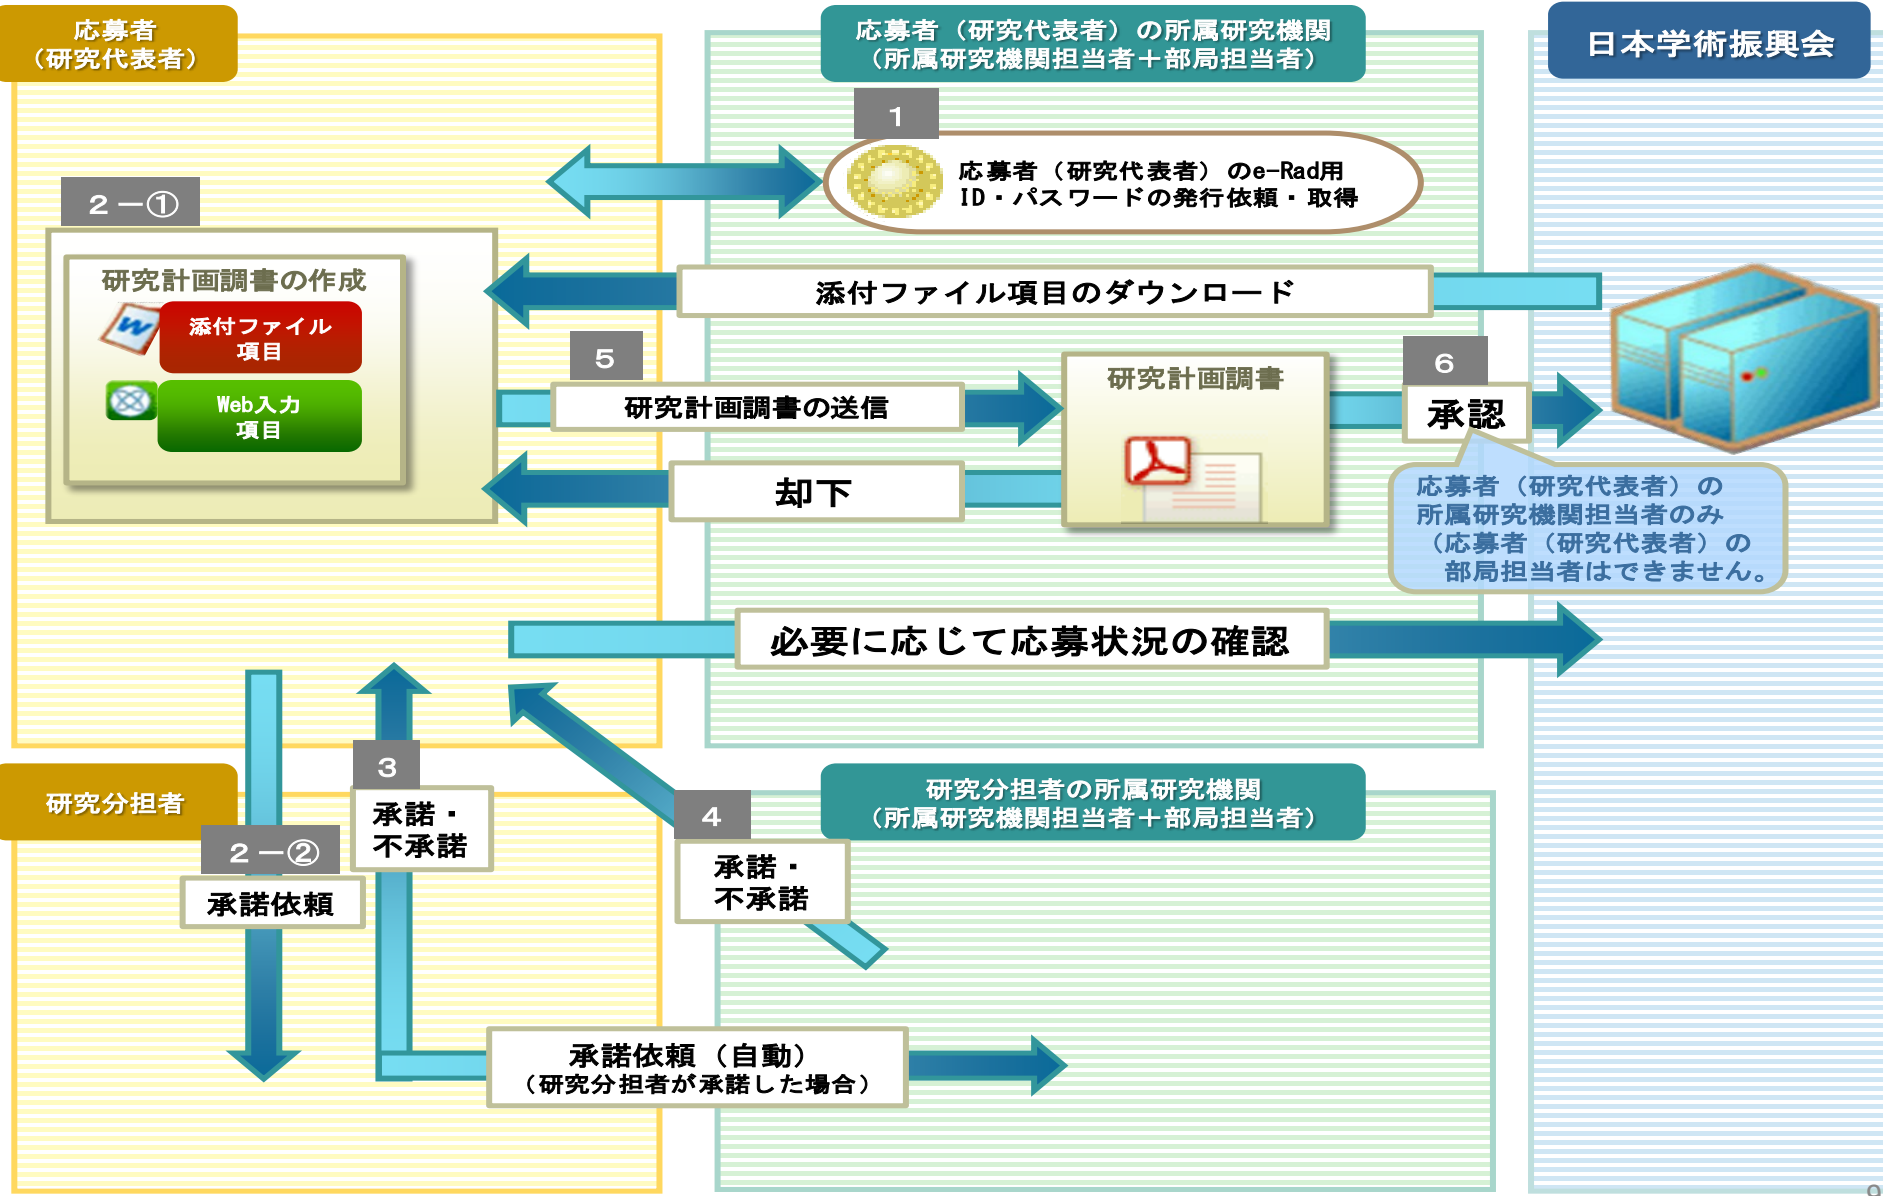 応募者
（研究代表者）
応募者（研究代表者）の所属研究機関
（所属研究機関担当者＋部局担当者）
日本学術振興会
1
応募者（研究代表者）のe-Rad用
ID・パスワードの発行依頼・取得
2－①
研究計画調書の作成
添付ファイル
項目
Web入力
項目
添付ファイル項目のダウンロード
5
研究計画調書の送信
研究計画調書
6
承認
却下
応募者（研究代表者）の
所属研究機関担当者のみ
（応募者（研究代表者）の
部局担当者はできません。
必要に応じて応募状況の確認
研究分担者
2－②
承諾依頼
3
承諾・
不承諾
4
承諾・
不承諾
研究分担者の所属研究機関
（所属研究機関担当者＋部局担当者）
承諾依頼（自動）
（研究分担者が承諾した場合）